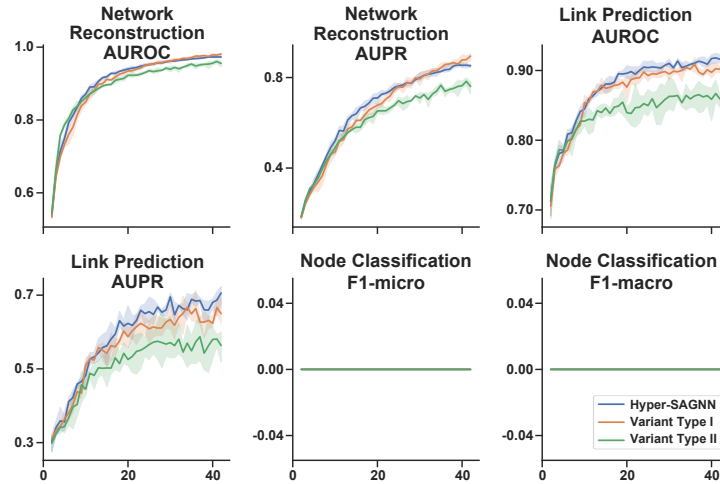 Network
Reconstruction
AUROC
1.0
0.8
0.6
Network
Reconstruction
AUPR
0.8
0.4
Link Prediction
AUROC
0.90
0.80
0.70
Link Prediction
AUPR
0.7
0.5
0.3
0 20 40
Node Classification
F1-micro
0.04
0.00
-0.04
0 20 40
Node Classification
F1-macro
0.04
0.00
-0.04
0 20 40
Hyper-SAGNN
Variant Type I
Variant Type II